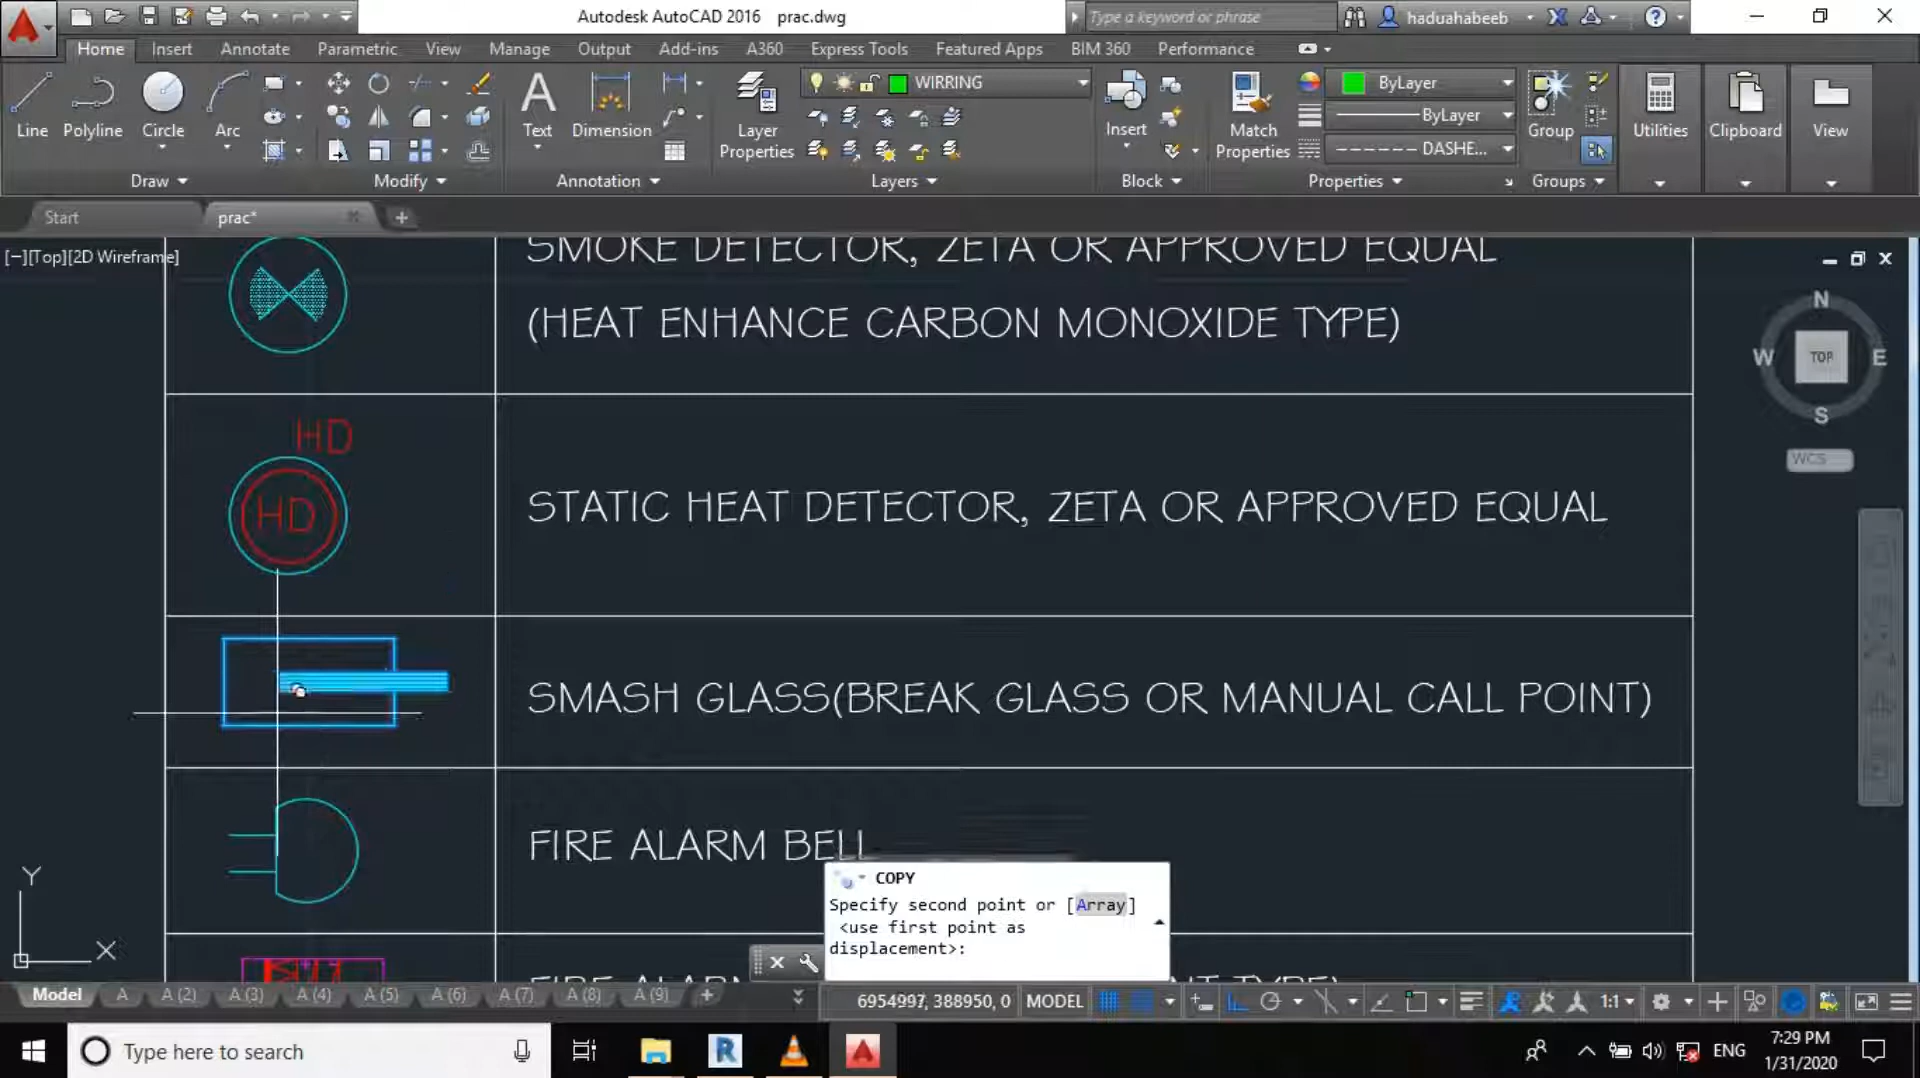 Autodesk AutoCAD 2016 prac.dwg
Type a keyword or phrase
haduahabeeb
Home Insert Annotate Parametric View Manage Output Add-ins A360 Express Tools Featured Apps BIM 360 Performance
WIRRING
ByLayer
ByLayer
DASHE...
Line Polyline Circle Arc
Text Dimension
Layer Properties
Insert
Match Properties
Group
Utilities Clipboard View
Draw Modify Annotation Layers Block Properties Groups
Start prac*
[−][Top][2D Wireframe]
SMOKE DETECTOR, ZETA OR APPROVED EQUAL
(HEAT ENHANCE CARBON MONOXIDE TYPE)
N
W TOP E
S
WCS
HD
HD
STATIC HEAT DETECTOR, ZETA OR APPROVED EQUAL
SMASH GLASS(BREAK GLASS OR MANUAL CALL POINT)
FIRE ALARM BELL
COPY
Specify second point or [Array]
<use first point as
displacement>:
Y
X
Model A A (2) A (3) A (4) A (5) A (6) A (7) A (8) A (9)
6954997, 388950, 0 MODEL 1:1
Type here to search
ENG
7:29 PM
1/31/2020